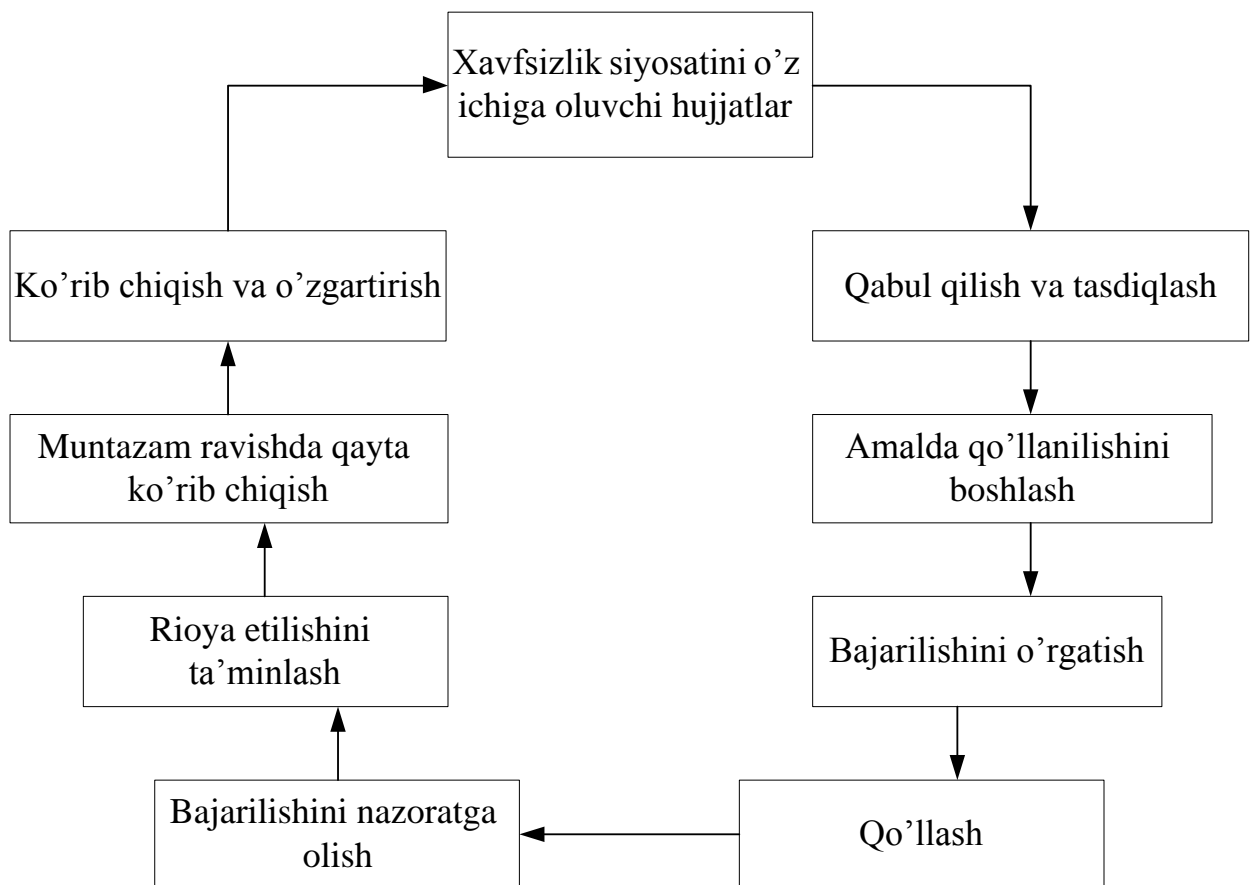 Xavfsizlik siyosatini o’z
ichiga oluvchi hujjatlar
Ko’rib chiqish va o’zgartirish
Qabul qilish va tasdiqlash
Muntazam ravishda qayta
ko’rib chiqish
Amalda qo’llanilishini
boshlash
Rioya etilishini
ta’minlash
Bajarilishini o’rgatish
Bajarilishini nazoratga
olish
Qo’llash